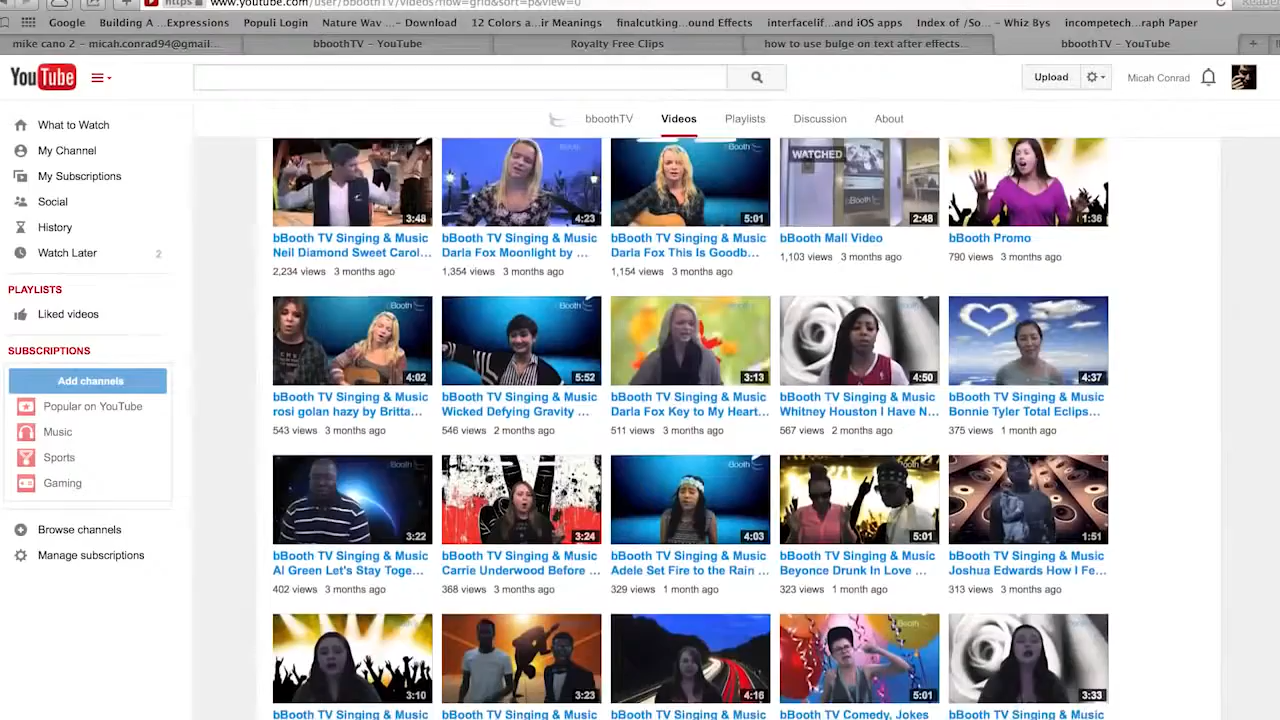 https www.youtube.com/user/bboothTV/videos?flow=grid&sort=p&view=0 Reader
Google Building A ...Expressions Populi Login Nature Wav ...- Download 12 Colors a...ir Meanings finalcutking...ound Effects interfacelif...and iOS apps Index of /So... - Whiz Bys incompetech...raph Paper
mike cano 2 - micah.conrad94@gmail... bboothTV - YouTube Royalty Free Clips how to use bulge on text after effects... bboothTV - YouTube
YouTube Upload Micah Conrad
bboothTV Videos Playlists Discussion About
What to Watch
My Channel
My Subscriptions
Social
History
Watch Later 2
PLAYLISTS
Liked videos
SUBSCRIPTIONS
Add channels
Popular on YouTube
Music
Sports
Gaming
Browse channels
Manage subscriptions
WATCHED
3:48 4:23 5:01 2:48 1:36
bBooth TV Singing & Music bBooth TV Singing & Music bBooth TV Singing & Music bBooth Mall Video bBooth Promo
Neil Diamond Sweet Carol... Darla Fox Moonlight by ... Darla Fox This Is Goodb...
2,234 views 3 months ago 1,354 views 3 months ago 1,154 views 3 months ago 1,103 views 3 months ago 790 views 3 months ago
4:02 5:52 3:13 4:50 4:37
bBooth TV Singing & Music bBooth TV Singing & Music bBooth TV Singing & Music bBooth TV Singing & Music bBooth TV Singing & Music
rosi golan hazy by Britta... Wicked Defying Gravity ... Darla Fox Key to My Heart... Whitney Houston I Have N... Bonnie Tyler Total Eclips...
543 views 3 months ago 546 views 2 months ago 511 views 3 months ago 567 views 2 months ago 375 views 1 month ago
3:22 3:24 4:03 5:01 1:51
bBooth TV Singing & Music bBooth TV Singing & Music bBooth TV Singing & Music bBooth TV Singing & Music bBooth TV Singing & Music
Al Green Let's Stay Toge... Carrie Underwood Before ... Adele Set Fire to the Rain ... Beyonce Drunk In Love ... Joshua Edwards How I Fe...
402 views 3 months ago 368 views 3 months ago 329 views 1 month ago 323 views 1 month ago 313 views 3 months ago
3:10 3:23 4:16 5:01 3:33
bBooth TV Singing & Music bBooth TV Singing & Music bBooth TV Singing & Music bBooth TV Comedy, Jokes bBooth TV Singing & Music